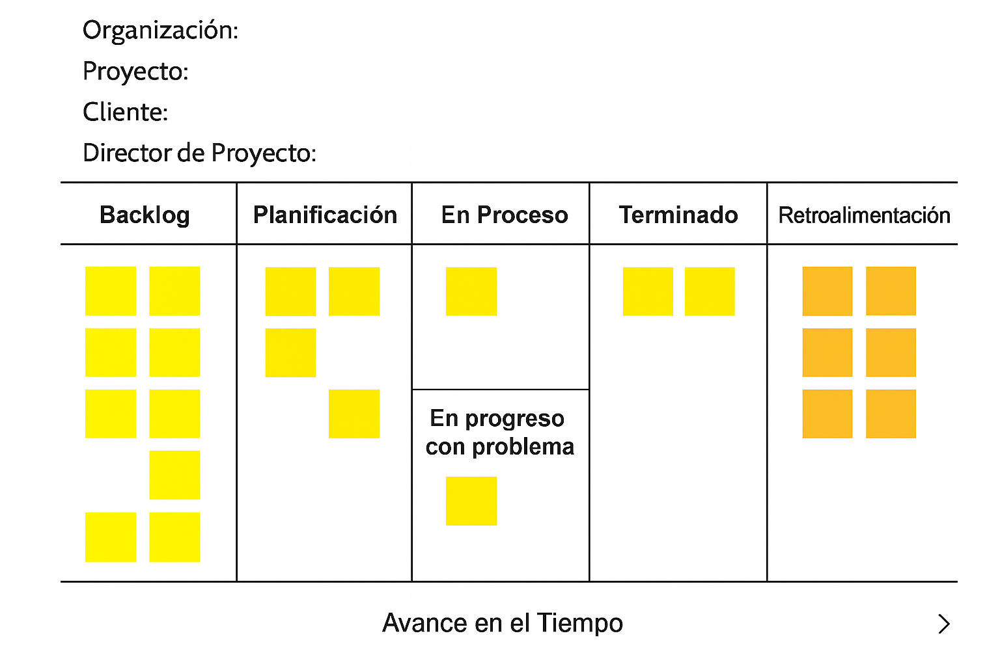 Organización:
Proyecto:
Cliente:
Director de Proyecto:
Backlog
Planificación
En Proceso
Terminado
Retroalimentación
En progreso
con problema
Avance en el Tiempo